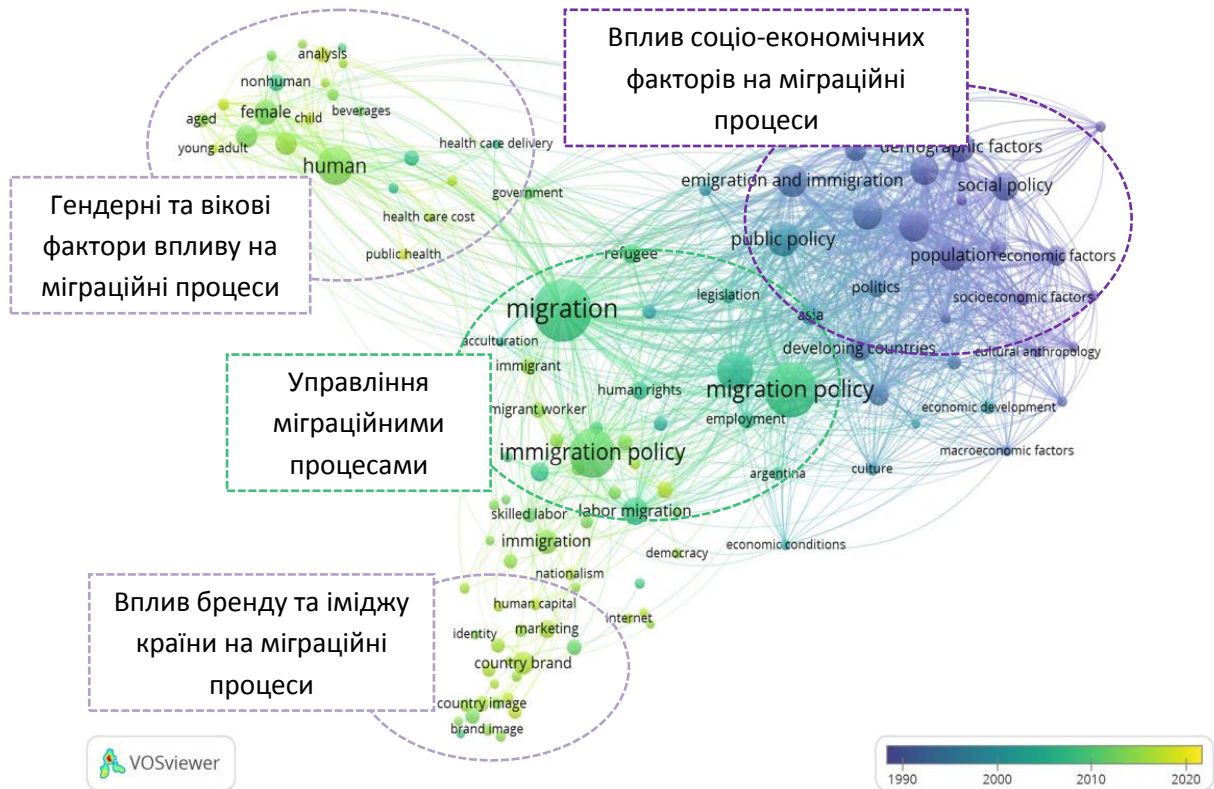 Вплив соціо-економічних
факторів на міграційні
процеси
analysis
nonhuman
female
child
beverages
aged
young adult
human
health care delivery
government
health care cost
public health
Гендерні та вікові
фактори впливу на
міграційні процеси
demographic factors
emigration and immigration
social policy
public policy
population
economic factors
refugee
legislation
politics
socioeconomic factors
asia
migration
acculturation
developing countries
cultural anthropology
immigrant
human rights
migration policy
migrant worker
employment
economic development
Управління
міграційними
процесами
immigration policy
macroeconomic factors
argentina
culture
labor migration
skilled labor
immigration
democracy
economic conditions
nationalism
human capital
internet
identity
marketing
country brand
country image
brand image
Вплив бренду та іміджу
країни на міграційні
процеси
VOSviewer
1990
2000
2010
2020